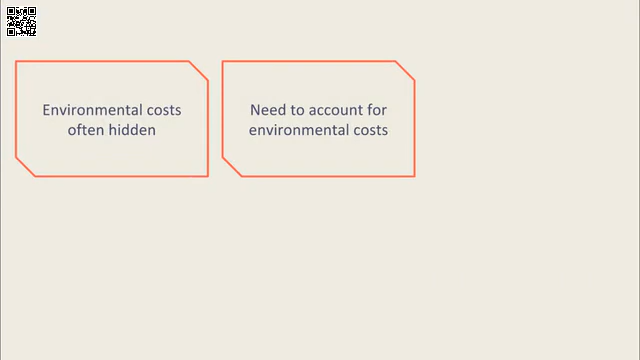 Environmental costs
often hidden
Need to account for
environmental costs